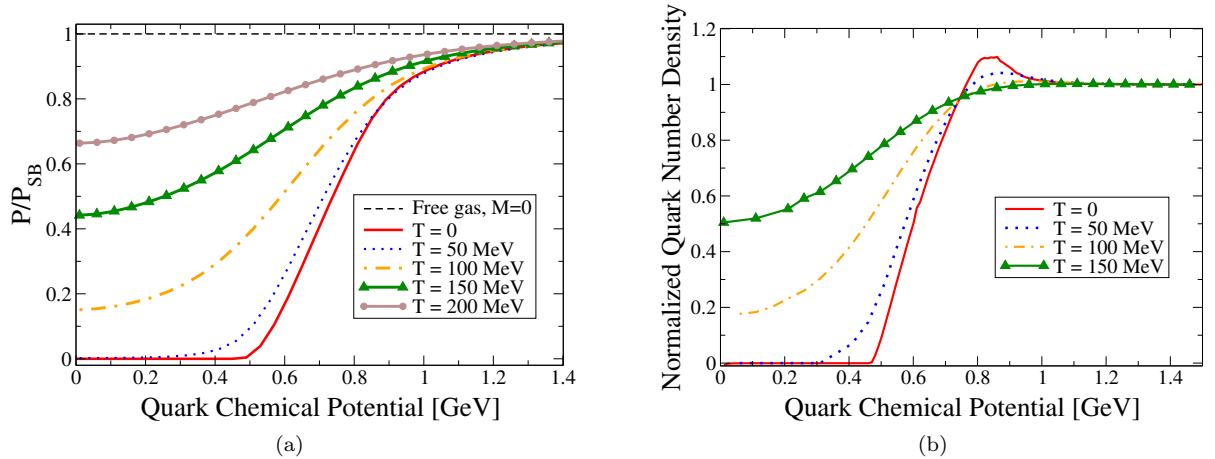 1
0.8
0.6
0.4
0.2
0
P/P_SB
Free gas, M=0
T = 0
T = 50 MeV
T = 100 MeV
T = 150 MeV
T = 200 MeV
0 0.2 0.4 0.6 0.8 1 1.2 1.4
Quark Chemical Potential [GeV]
(a)
1.2
1
0.8
0.6
0.4
0.2
0
Normalized Quark Number Density
T = 0
T = 50 MeV
T = 100 MeV
T = 150 MeV
0 0.2 0.4 0.6 0.8 1 1.2 1.4
Quark Chemical Potential [GeV]
(b)